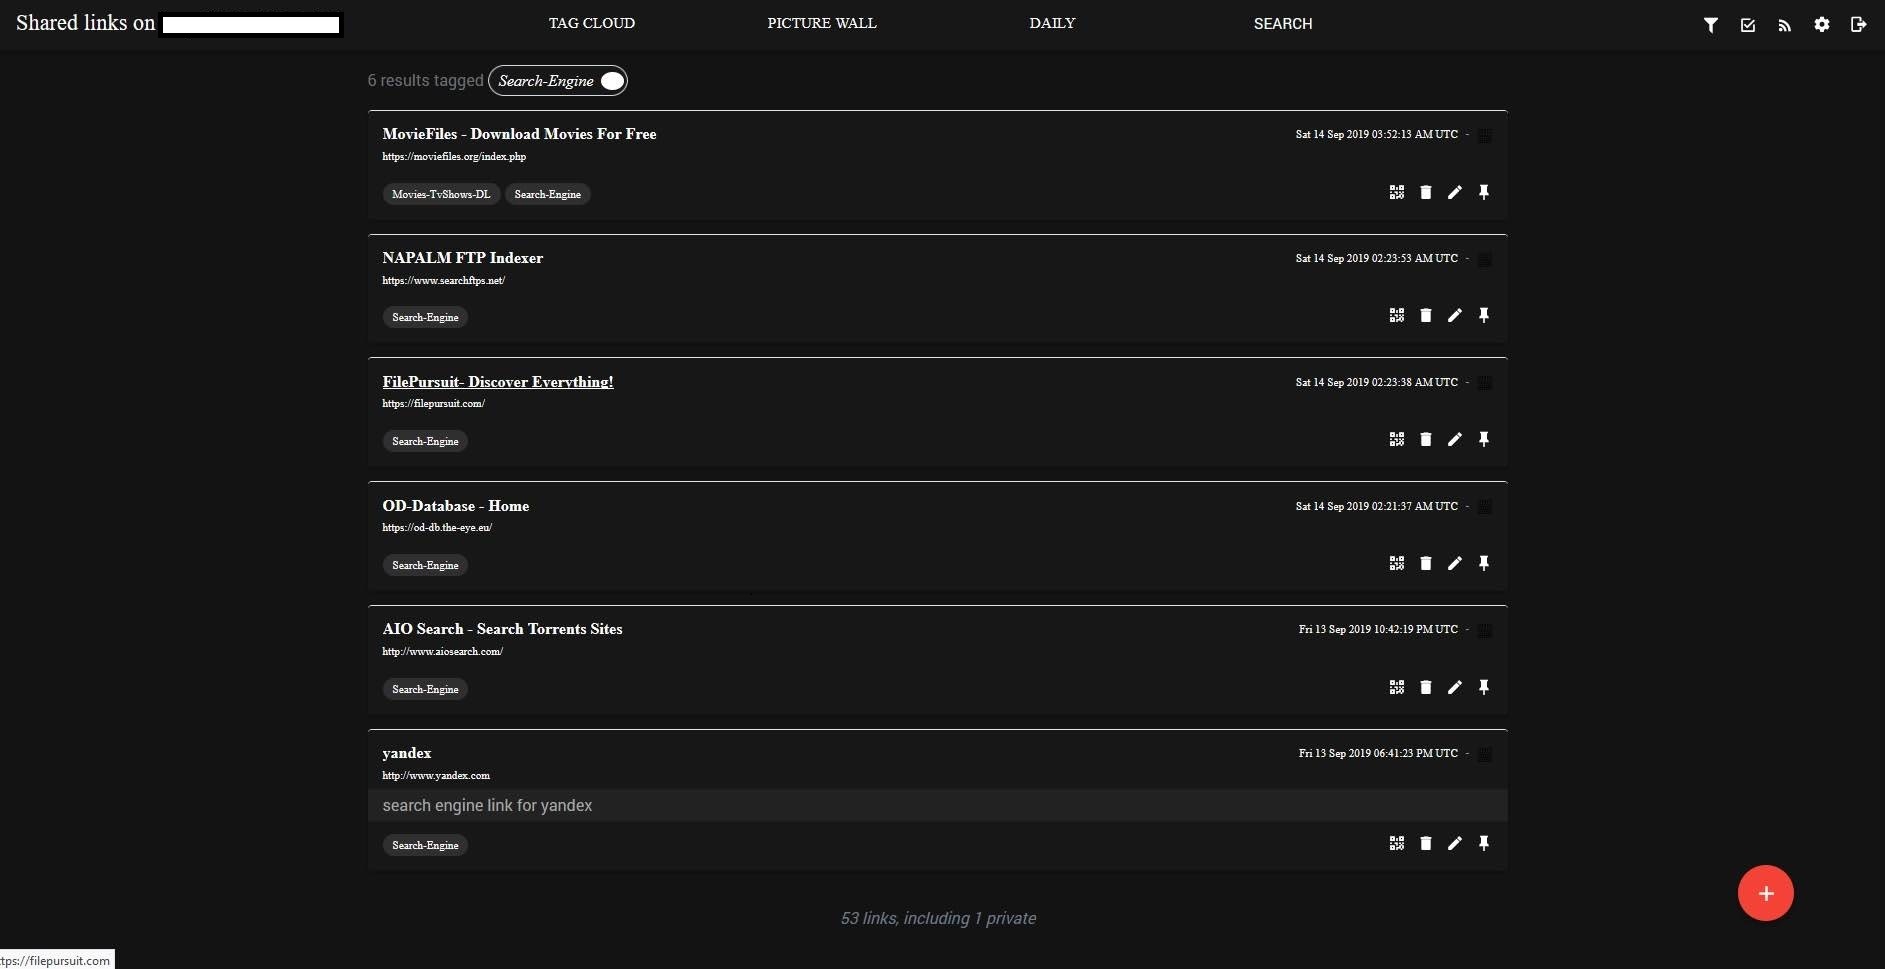 Shared links on
TAG CLOUD
PICTURE WALL
DAILY
SEARCH
6 results tagged Search-Engine
MovieFiles - Download Movies For Free
Sat 14 Sep 2019 03:52:13 AM UTC -
https://moviefiles.org/index.php
Movies-TvShows-DL Search-Engine
NAPALM FTP Indexer
Sat 14 Sep 2019 02:23:53 AM UTC -
https://www.searchftps.net/
Search-Engine
FilePursuit- Discover Everything!
Sat 14 Sep 2019 02:23:38 AM UTC -
https://filepursuit.com/
Search-Engine
OD-Database - Home
Sat 14 Sep 2019 02:21:37 AM UTC -
https://od-db.the-eye.eu/
Search-Engine
AIO Search - Search Torrents Sites
Fri 13 Sep 2019 10:42:19 PM UTC -
http://www.aiosearch.com/
Search-Engine
yandex
Fri 13 Sep 2019 06:41:23 PM UTC -
http://www.yandex.com
search engine link for yandex
Search-Engine
53 links, including 1 private
ttps://filepursuit.com